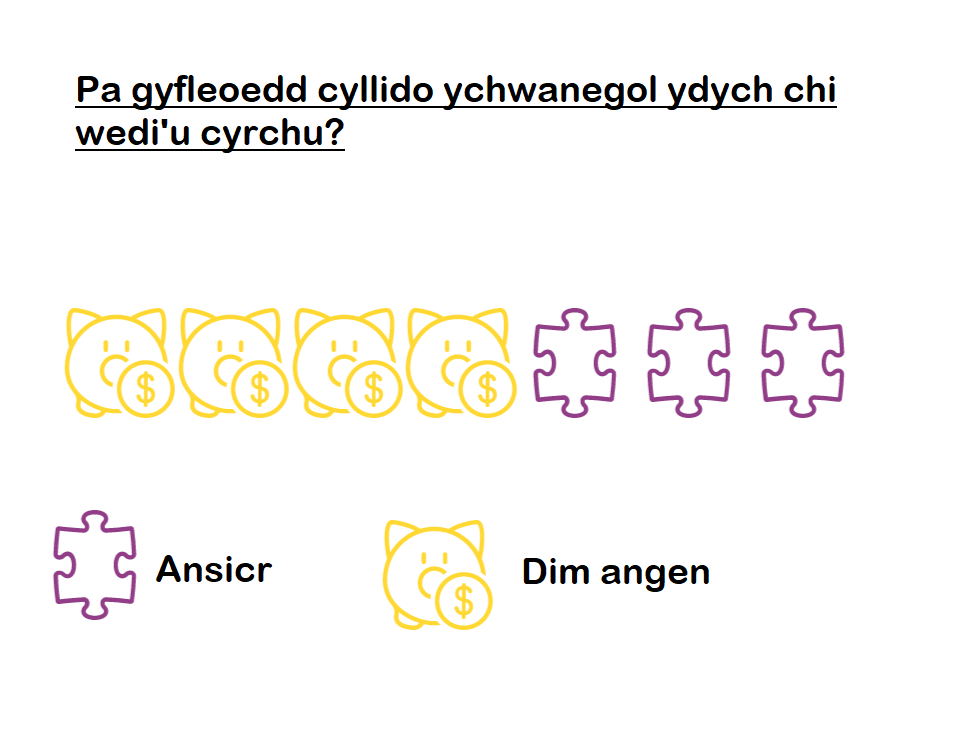 Pa gyfleoedd cyllido ychwanegol ydych chi
wedi'u cyrchu?
$ $ $ $
Ansicr
$
Dim angen